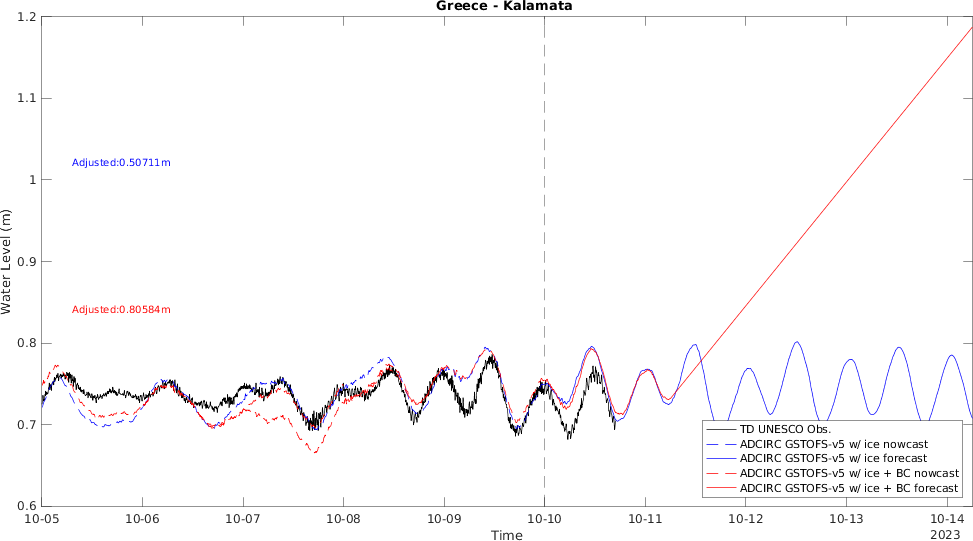 Greece - Kalamata
1.2
1.1
1
0.9
0.8
0.7
0.6
Water Level (m)
Adjusted:0.50711m
Adjusted:0.80584m
TD UNESCO Obs.
ADCIRC GSTOFS-v5 w/ ice nowcast
ADCIRC GSTOFS-v5 w/ ice forecast
ADCIRC GSTOFS-v5 w/ ice + BC nowcast
ADCIRC GSTOFS-v5 w/ ice + BC forecast
10-05 10-06 10-07 10-08 10-09 10-10 10-11 10-12 10-13 10-14
2023
Time